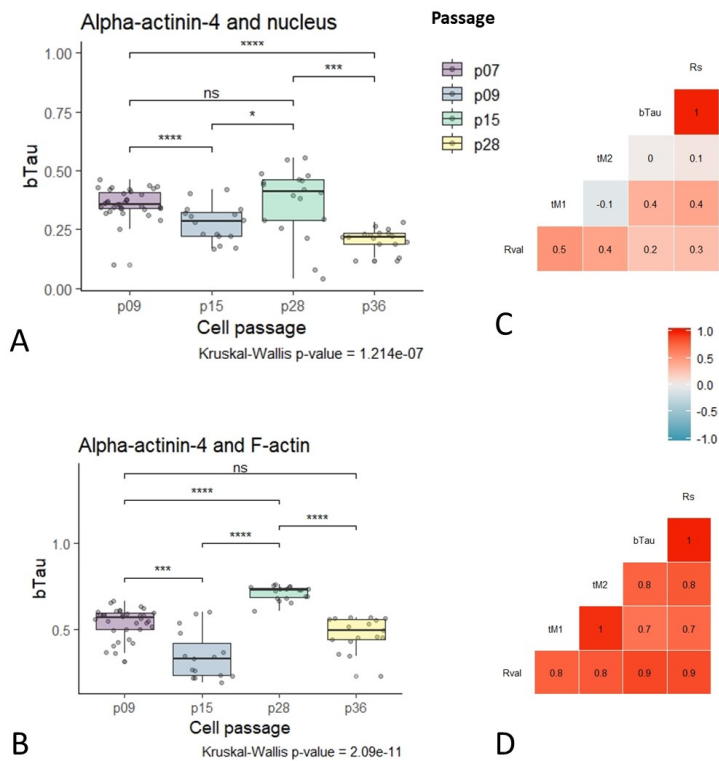 Alpha-actinin-4 and nucleus
****
***
ns
*
****
bTau
1.00
0.75
0.50
0.25
0.00
p09 p15 p28 p36
Cell passage
Kruskal-Wallis p-value = 1.214e-07
A
Passage
p07
p09
p15
p28
Rs
bTau 1
tM2 0 0.1
tM1 -0.1 0.4 0.4
Rval 0.5 0.4 0.2 0.3
C
1.0
0.5
0.0
-0.5
-1.0
Alpha-actinin-4 and F-actin
ns
****
****
****
***
bTau
1.0
0.5
p09 p15 p28 p36
Cell passage
Kruskal-Wallis p-value = 2.09e-11
B
Rs
bTau 1
tM2 0.8 0.8
tM1 1 0.7 0.7
Rval 0.8 0.8 0.9 0.9
D